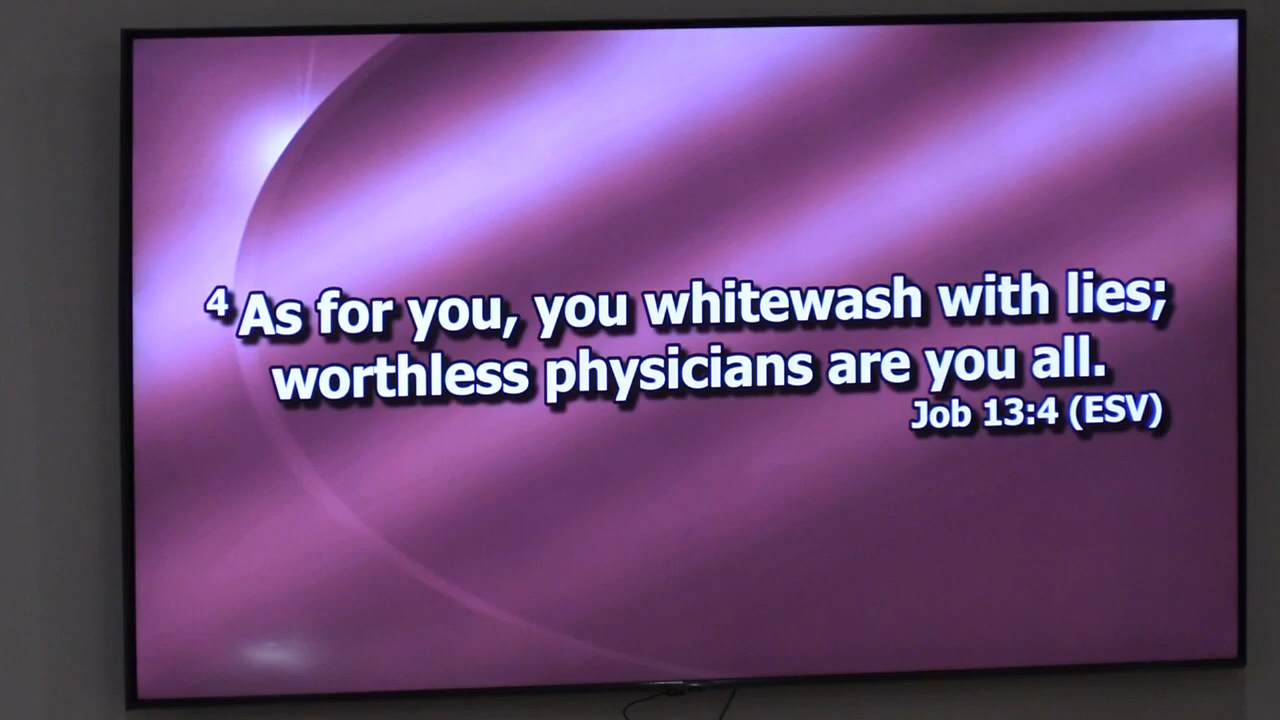 4 As for you, you whitewash with lies;
worthless physicians are you all.
Job 13:4 (ESV)